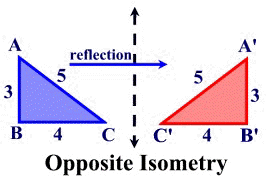 A A'
reflection
5 5
3 3
B 4 C C' 4 B'
Opposite Isometry